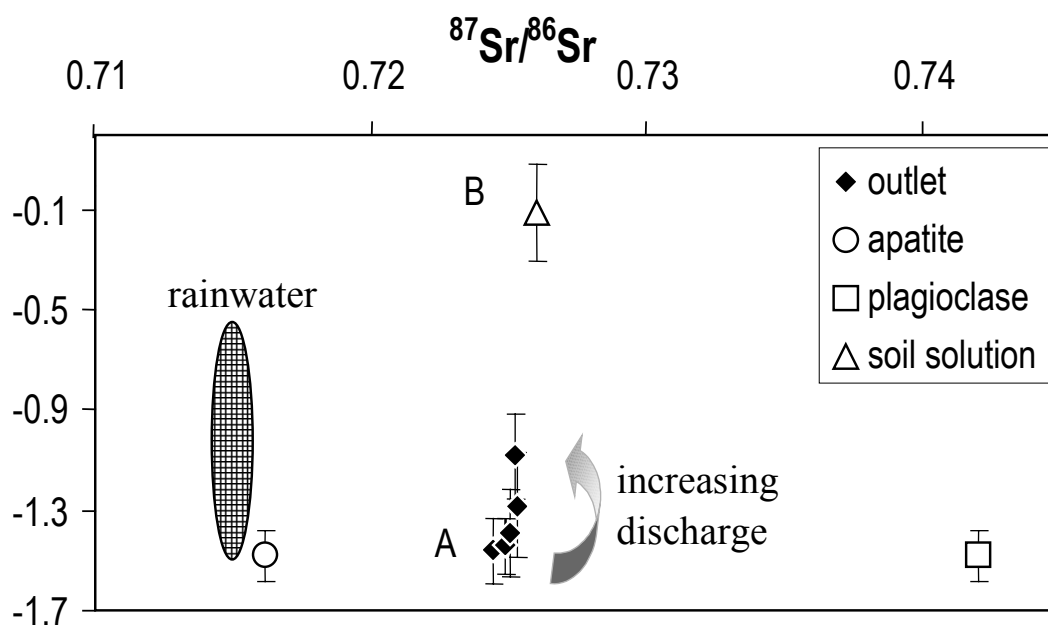 ⁸⁷Sr/⁸⁶Sr
0.71 0.72 0.73 0.74
-0.1
-0.5
-0.9
-1.3
-1.7
B
rainwater
A
increasing
discharge
outlet
apatite
plagioclase
soil solution